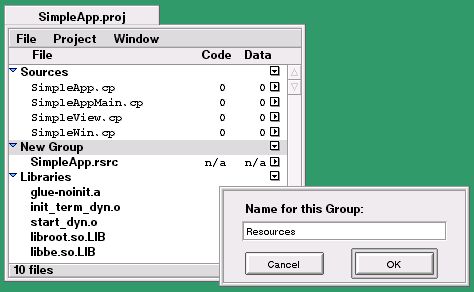 SimpleApp.proj
File Project Window
File Code Data
Sources
SimpleApp.cp 0 0
SimpleAppMain.cp 0 0
SimpleView.cp 0 0
SimpleWin.cp 0 0
New Group
SimpleApp.rsrc n/a n/a
Libraries
glue-noinit.a
init_term_dyn.o
start_dyn.o
libroot.so.LIB
libbe.so.LIB
10 files
Name for this Group:
Resources
Cancel OK